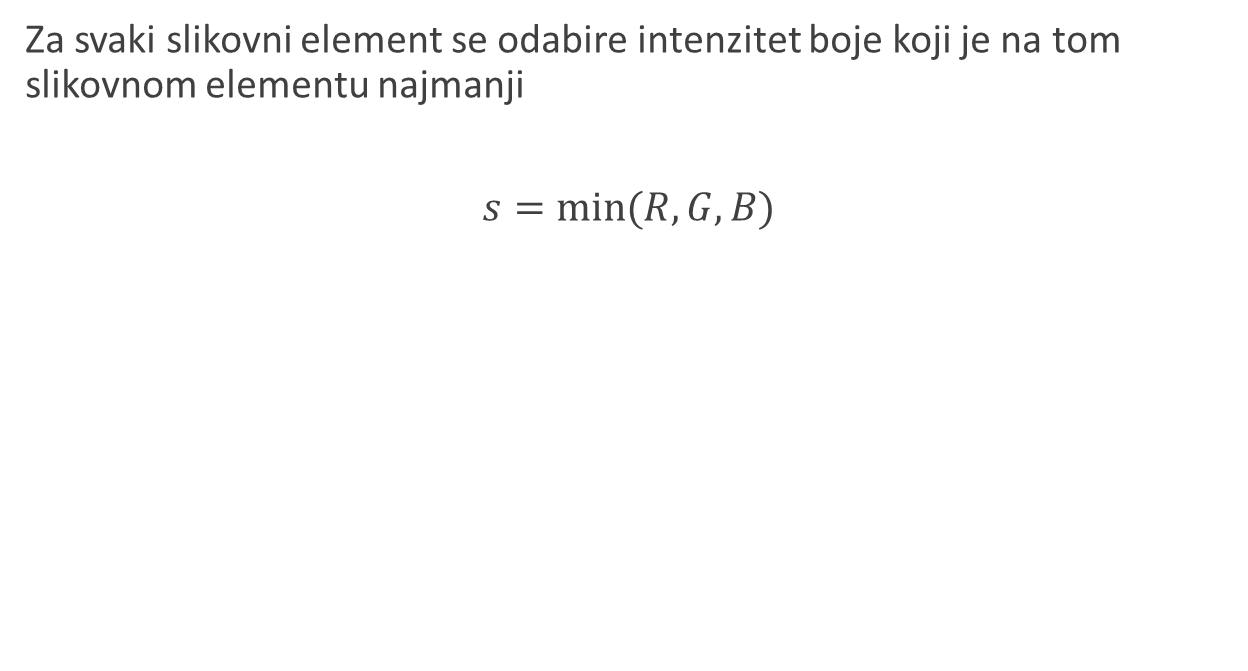 Za svaki slikovni element se odabire intenzitet boje koji je na tom
slikovnom elementu najmanji
s = min(R, G, B)